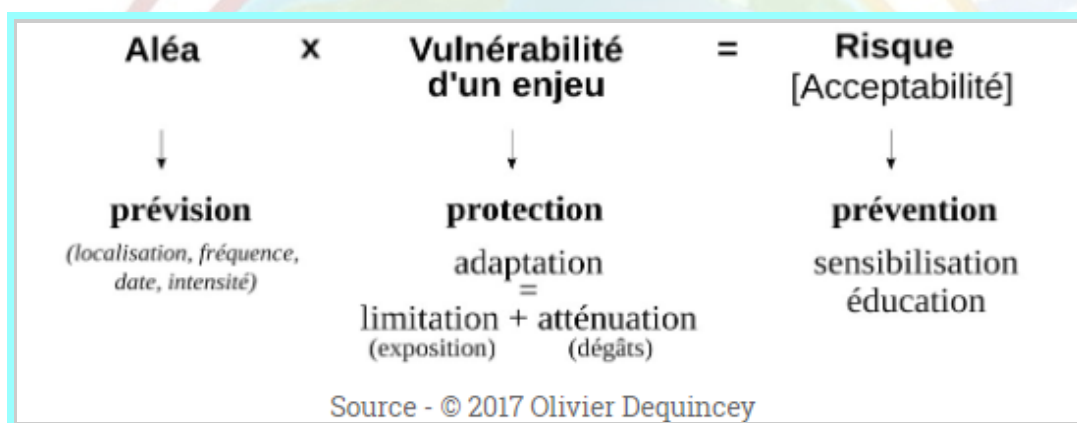 Aléa x Vulnérabilité d'un enjeu = Risque [Acceptabilité]
prévision
(localisation, fréquence,
date, intensité)
protection
adaptation
=
limitation + atténuation
(exposition) (dégâts)
prévention
sensibilisation
éducation
Source - © 2017 Olivier Dequincey